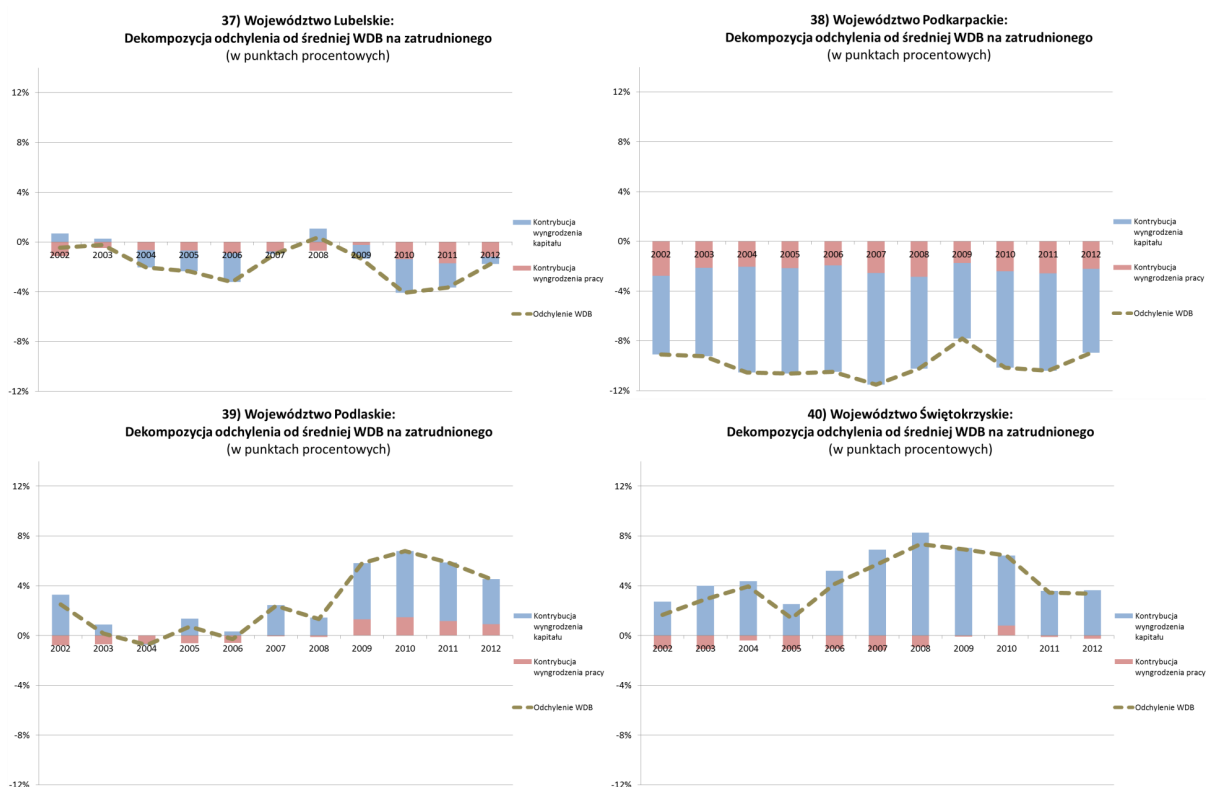 37) Województwo Lubelskie:
Dekompozycja odchylenia od średniej WDB na zatrudnionego
(w punktach procentowych)
12%
8%
4%
0%
-4%
-8%
-12%
2002 2003 2004 2005 2006 2007 2008 2009 2010 2011 2012
Kontrybucja
wyngrodzenia
kapitału
Kontrybucja
wyngrodzenia pracy
Odchylenie WDB
38) Województwo Podkarpackie:
Dekompozycja odchylenia od średniej WDB na zatrudnionego
(w punktach procentowych)
12%
8%
4%
0%
-4%
-8%
-12%
2002 2003 2004 2005 2006 2007 2008 2009 2010 2011 2012
Kontrybucja
wyngrodzenia
kapitału
Kontrybucja
wyngrodzenia pracy
Odchylenie WDB
39) Województwo Podlaskie:
Dekompozycja odchylenia od średniej WDB na zatrudnionego
(w punktach procentowych)
12%
8%
4%
0%
-4%
-8%
-12%
2002 2003 2004 2005 2006 2007 2008 2009 2010 2011 2012
Kontrybucja
wyngrodzenia
kapitału
Kontrybucja
wyngrodzenia pracy
Odchylenie WDB
40) Województwo Świętokrzyskie:
Dekompozycja odchylenia od średniej WDB na zatrudnionego
(w punktach procentowych)
12%
8%
4%
0%
-4%
-8%
-12%
2002 2003 2004 2005 2006 2007 2008 2009 2010 2011 2012
Kontrybucja
wyngrodzenia
kapitału
Kontrybucja
wyngrodzenia pracy
Odchylenie WDB